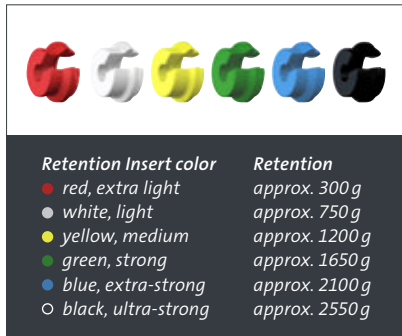 Retention Insert color Retention
red, extra light approx. 300 g
white, light approx. 750 g
yellow, medium approx. 1200 g
green, strong approx. 1650 g
blue, extra-strong approx. 2100 g
black, ultra-strong approx. 2550 g